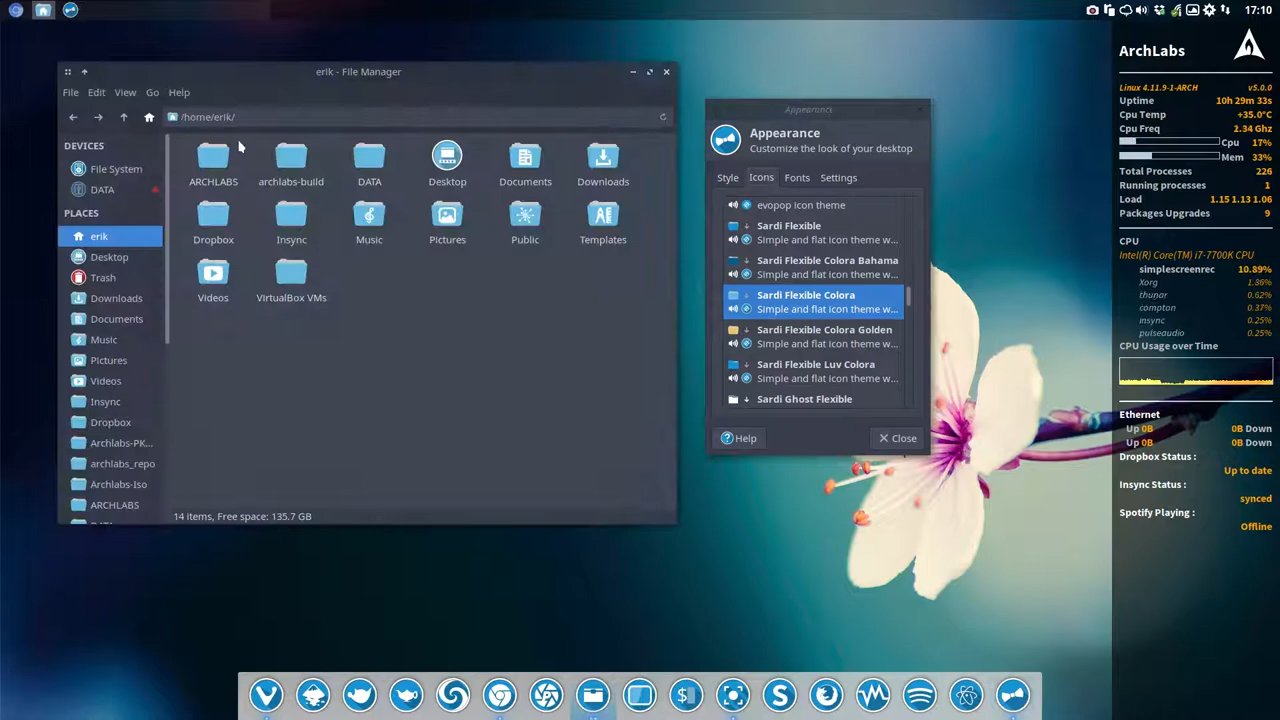 17:10
erik - File Manager
File Edit View Go Help
/home/erik/
DEVICES
File System
DATA
PLACES
erik
Desktop
Trash
Downloads
Documents
Music
Pictures
Videos
Insync
Dropbox
Archlabs-PK...
archlabs_repo
Archlabs-Iso
ARCHLABS
ARCHLABS archlabs-build DATA Desktop Documents Downloads
Dropbox Insync Music Pictures Public Templates
Videos VirtualBox VMs
14 items, Free space: 135.7 GB
Appearance
Appearance
Customize the look of your desktop
Style Icons Fonts Settings
evopop icon theme
Sardi Flexible
Simple and flat icon theme w...
Sardi Flexible Colora Bahama
Simple and flat icon theme w...
Sardi Flexible Colora
Simple and flat icon theme w...
Sardi Flexible Colora Golden
Simple and flat icon theme w...
Sardi Flexible Luv Colora
Simple and flat icon theme w...
Sardi Ghost Flexible
Help Close
ArchLabs
Linux 4.11.9-1-ARCH v5.0.0
Uptime 10h 29m 33s
Cpu Temp +35.0°C
Cpu Freq 2.34 Ghz
Cpu 17%
Mem 33%
Total Processes 226
Running processes 1
Load 1.15 1.13 1.06
Packages Upgrades 9
CPU
Intel(R) Core(TM) i7-7700K CPU
simplescreenrec 10.89%
Xorg 1.86%
thunar 0.62%
compton 0.37%
insync 0.25%
pulseaudio 0.25%
CPU Usage over Time
Ethernet
Up 0B 0B Down
Up 0B 0B Down
Dropbox Status :
Up to date
Insync Status :
synced
Spotify Playing :
Offline